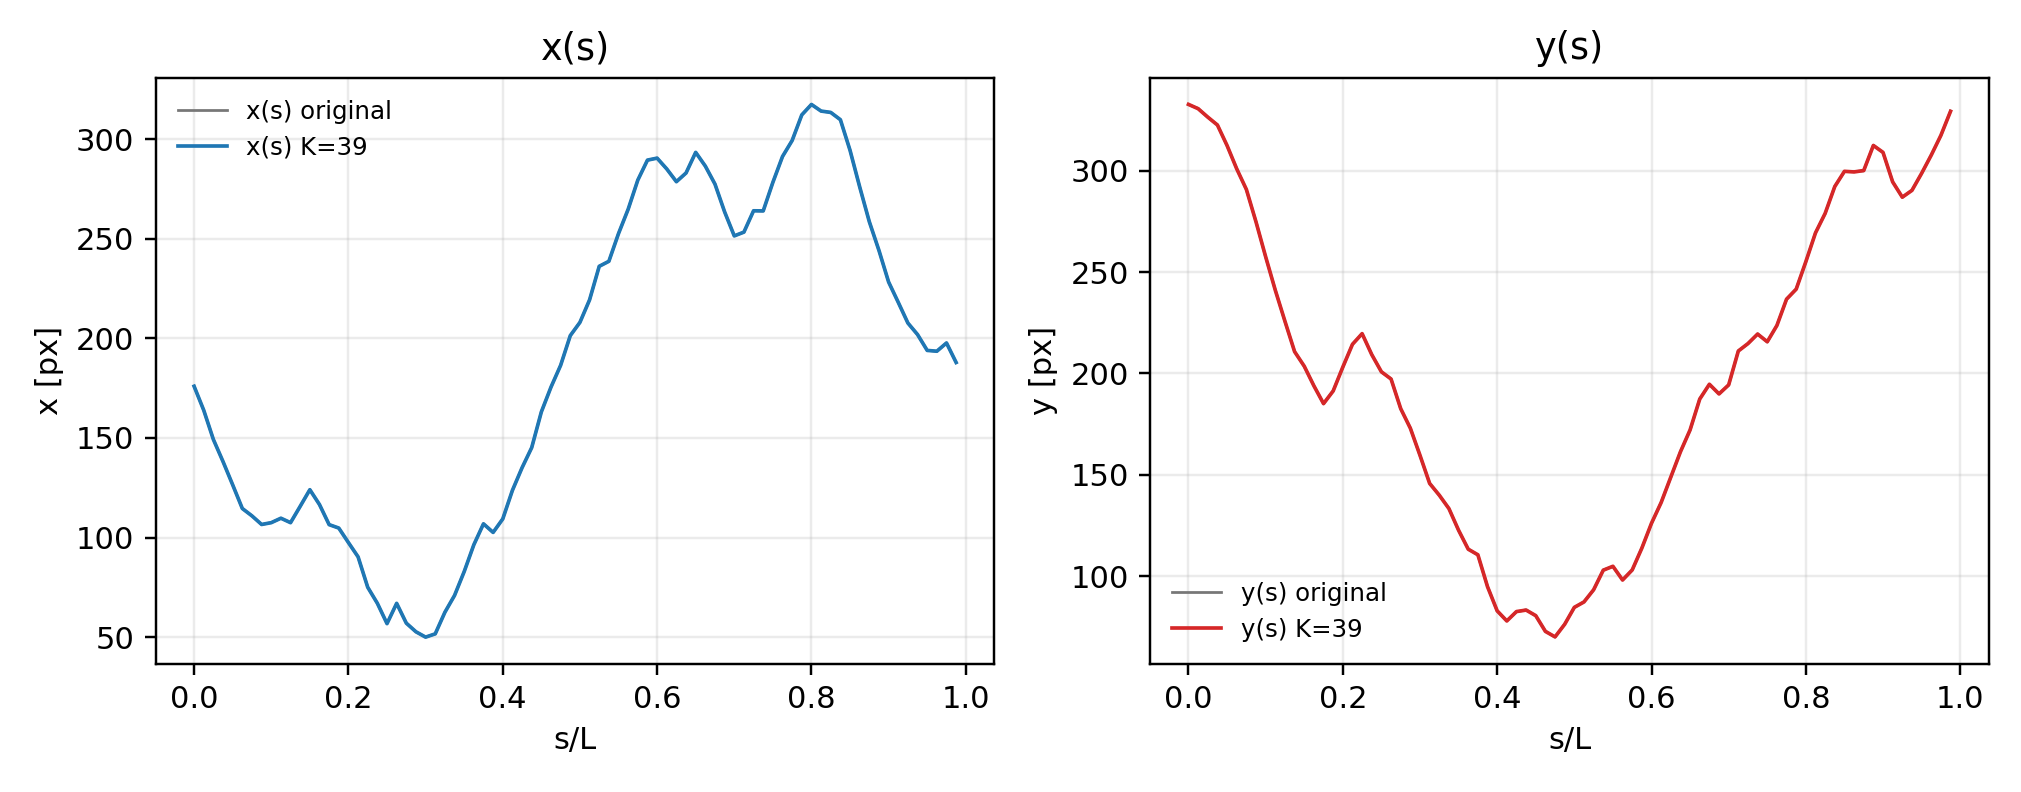 x(s)
x(s) original
x(s) K=39
300
250
200
150
100
50
x [px]
0.0 0.2 0.4 0.6 0.8 1.0
s/L
y(s)
300
250
200
150
100
y [px]
y(s) original
y(s) K=39
0.0 0.2 0.4 0.6 0.8 1.0
s/L